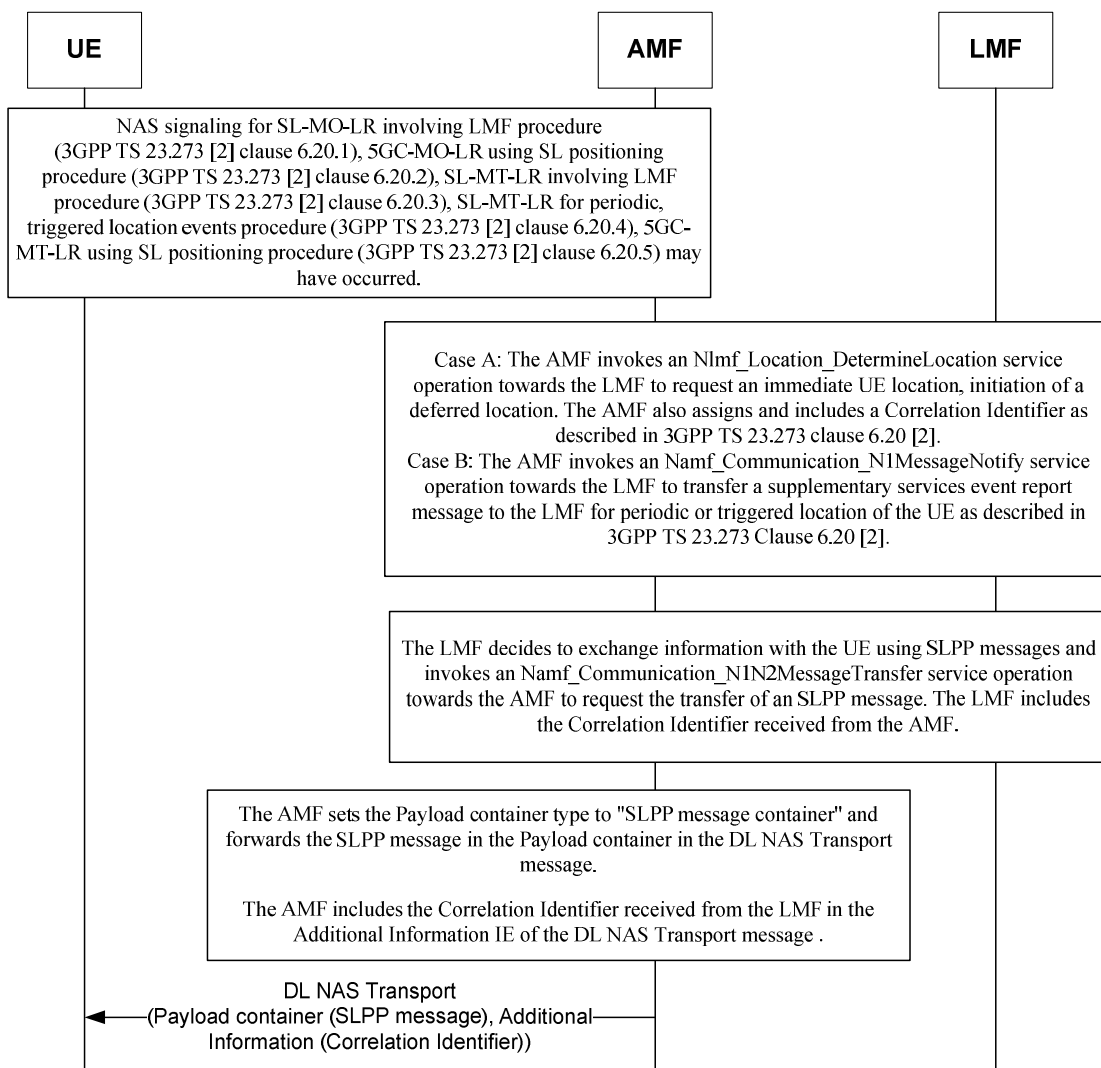 UE
AMF
LMF
NAS signaling for SL-MO-LR involving LMF procedure
(3GPP TS 23.273 [2] clause 6.20.1), 5GC-MO-LR using SL positioning
procedure (3GPP TS 23.273 [2] clause 6.20.2), SL-MT-LR involving LMF
procedure (3GPP TS 23.273 [2] clause 6.20.3), SL-MT-LR for periodic,
triggered location events procedure (3GPP TS 23.273 [2] clause 6.20.4), 5GC-
MT-LR using SL positioning procedure (3GPP TS 23.273 [2] clause 6.20.5) may
have occurred.
Case A: The AMF invokes an Nlmf_Location_DetermineLocation service
operation towards the LMF to request an immediate UE location, initiation of a
deferred location. The AMF also assigns and includes a Correlation Identifier as
described in 3GPP TS 23.273 clause 6.20 [2].
Case B: The AMF invokes an Namf_Communication_N1MessageNotify service
operation towards the LMF to transfer a supplementary services event report
message to the LMF for periodic or triggered location of the UE as described in
3GPP TS 23.273 Clause 6.20 [2].
The LMF decides to exchange information with the UE using SLPP messages and
invokes an Namf_Communication_N1N2MessageTransfer service operation
towards the AMF to request the transfer of an SLPP message. The LMF includes
the Correlation Identifier received from the AMF.
The AMF sets the Payload container type to "SLPP message container" and
forwards the SLPP message in the Payload container in the DL NAS Transport
message.
The AMF includes the Correlation Identifier received from the LMF in the
Additional Information IE of the DL NAS Transport message .
DL NAS Transport
(Payload container (SLPP message), Additional
Information (Correlation Identifier))